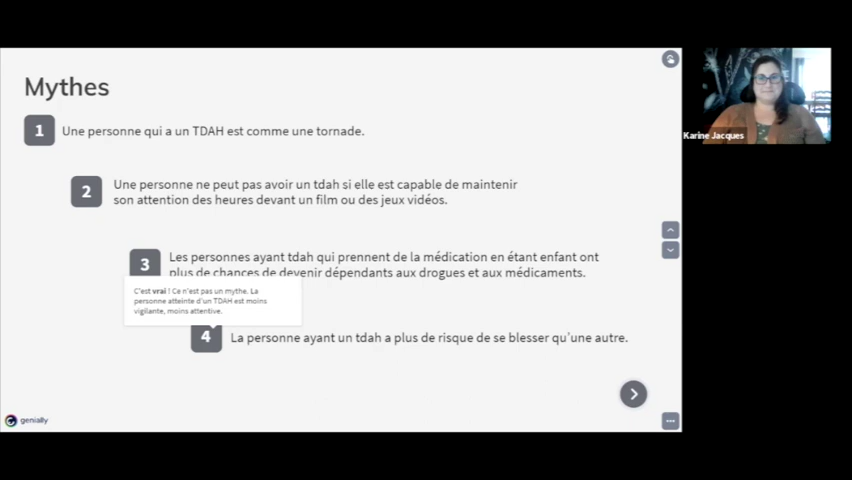 Mythes
1
Une personne qui a un TDAH est comme une tornade.
2
Une personne ne peut pas avoir un tdah si elle est capable de maintenir
son attention des heures devant un film ou des jeux vidéos.
3
Les personnes ayant tdah qui prennent de la médication en étant enfant ont
plus de chances de devenir dépendants aux drogues et aux médicaments.
C'est vrai ! Ce n'est pas un mythe. La
personne atteinte d'un TDAH est moins
vigilante, moins attentive.
4
La personne ayant un tdah a plus de risque de se blesser qu'une autre.
genially
Karine Jacques